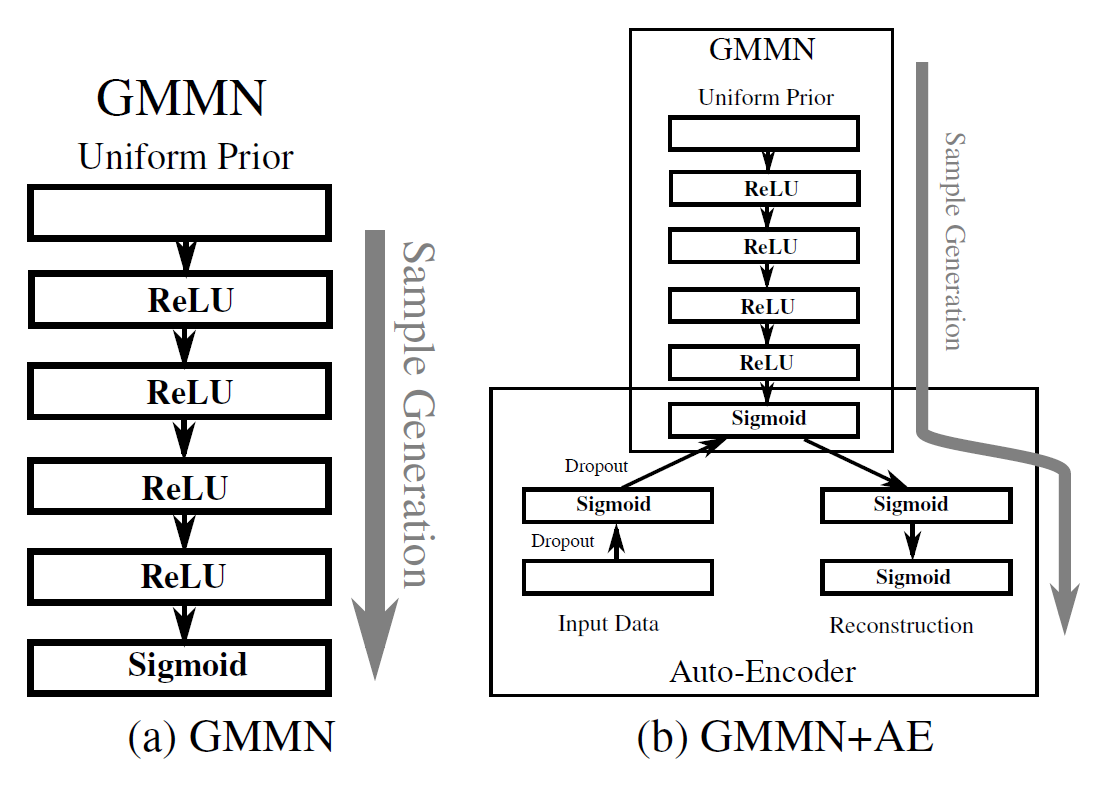 GMMN
Uniform Prior
ReLU
ReLU
ReLU
ReLU
Sigmoid
Sample Generation
(a) GMMN
GMMN
Uniform Prior
ReLU
ReLU
ReLU
ReLU
Sigmoid
Sample Generation
Dropout
Sigmoid
Dropout
Input Data
Sigmoid
Sigmoid
Reconstruction
Auto-Encoder
(b) GMMN+AE